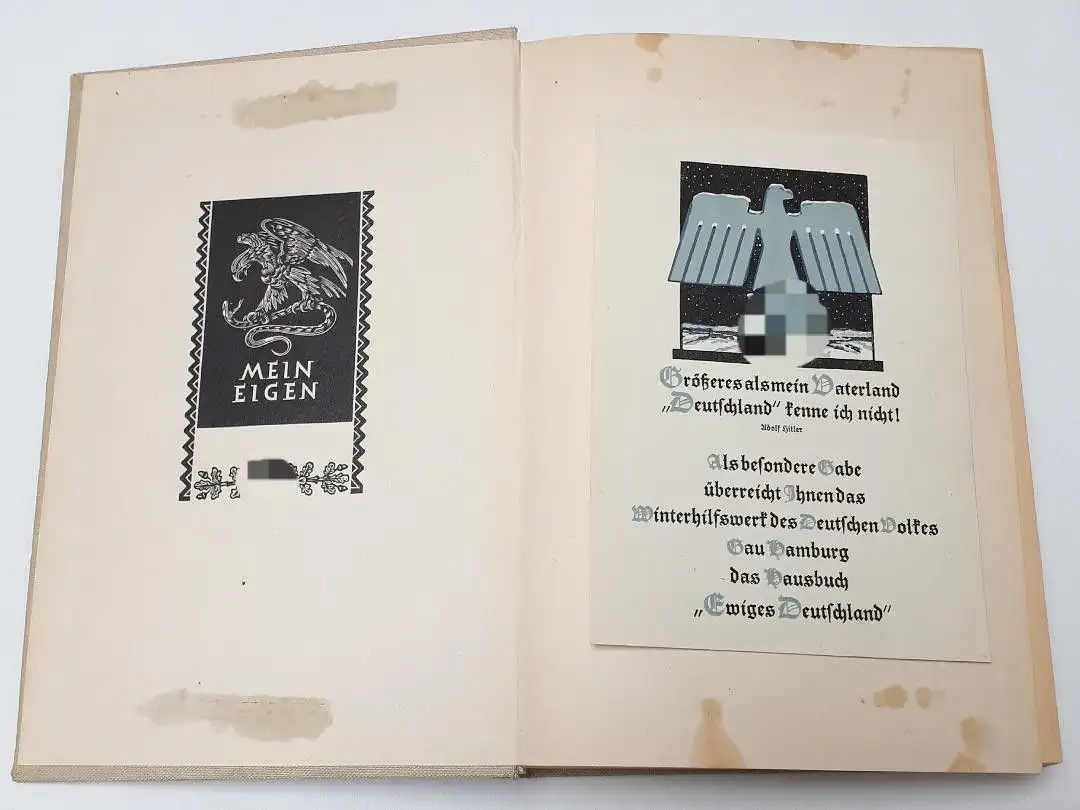 MEIN
EIGEN
Größeres als mein Vaterland
„Deutſchland“ kenne ich nicht!
Adolf Hitler
Als besondere Gabe
überreicht Ihnen das
Winterhilfswerk des Deutſchen Volkes
Gau Hamburg
das Hausbuch
„Ewiges Deutſchland“